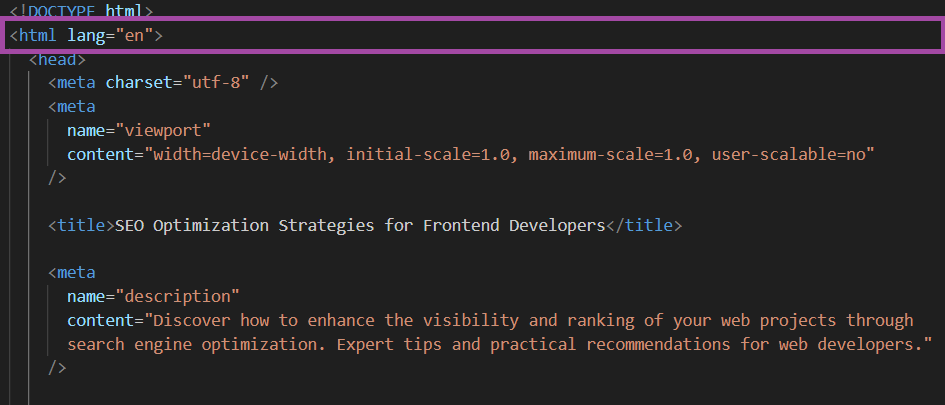 <!DOCTYPE html>
<html lang="en">
<head>
<meta charset="utf-8" />
<meta
name="viewport"
content="width=device-width, initial-scale=1.0, maximum-scale=1.0, user-scalable=no"
/>
<title>SEO Optimization Strategies for Frontend Developers</title>
<meta
name="description"
content="Discover how to enhance the visibility and ranking of your web projects through
search engine optimization. Expert tips and practical recommendations for web developers."
/>